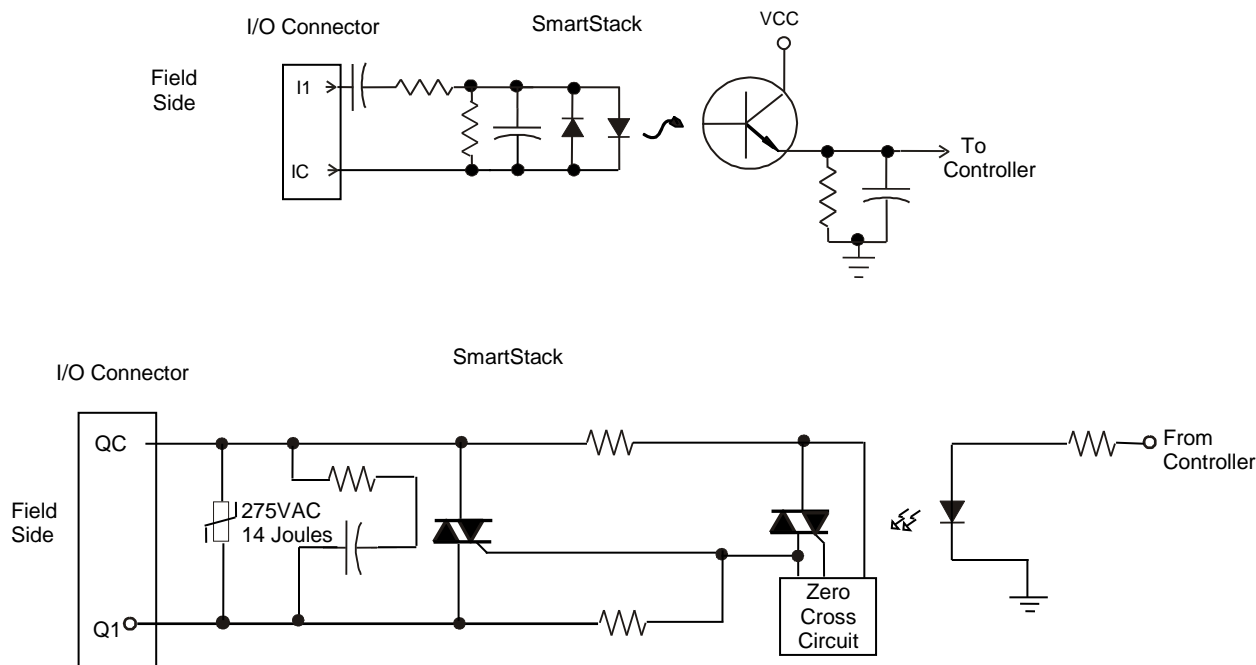 VCC
I/O Connector
SmartStack
Field
Side
I1
IC
To
Controller
SmartStack
I/O Connector
QC
From
Controller
Field
Side
275VAC
14 Joules
Zero
Cross
Circuit
Q1